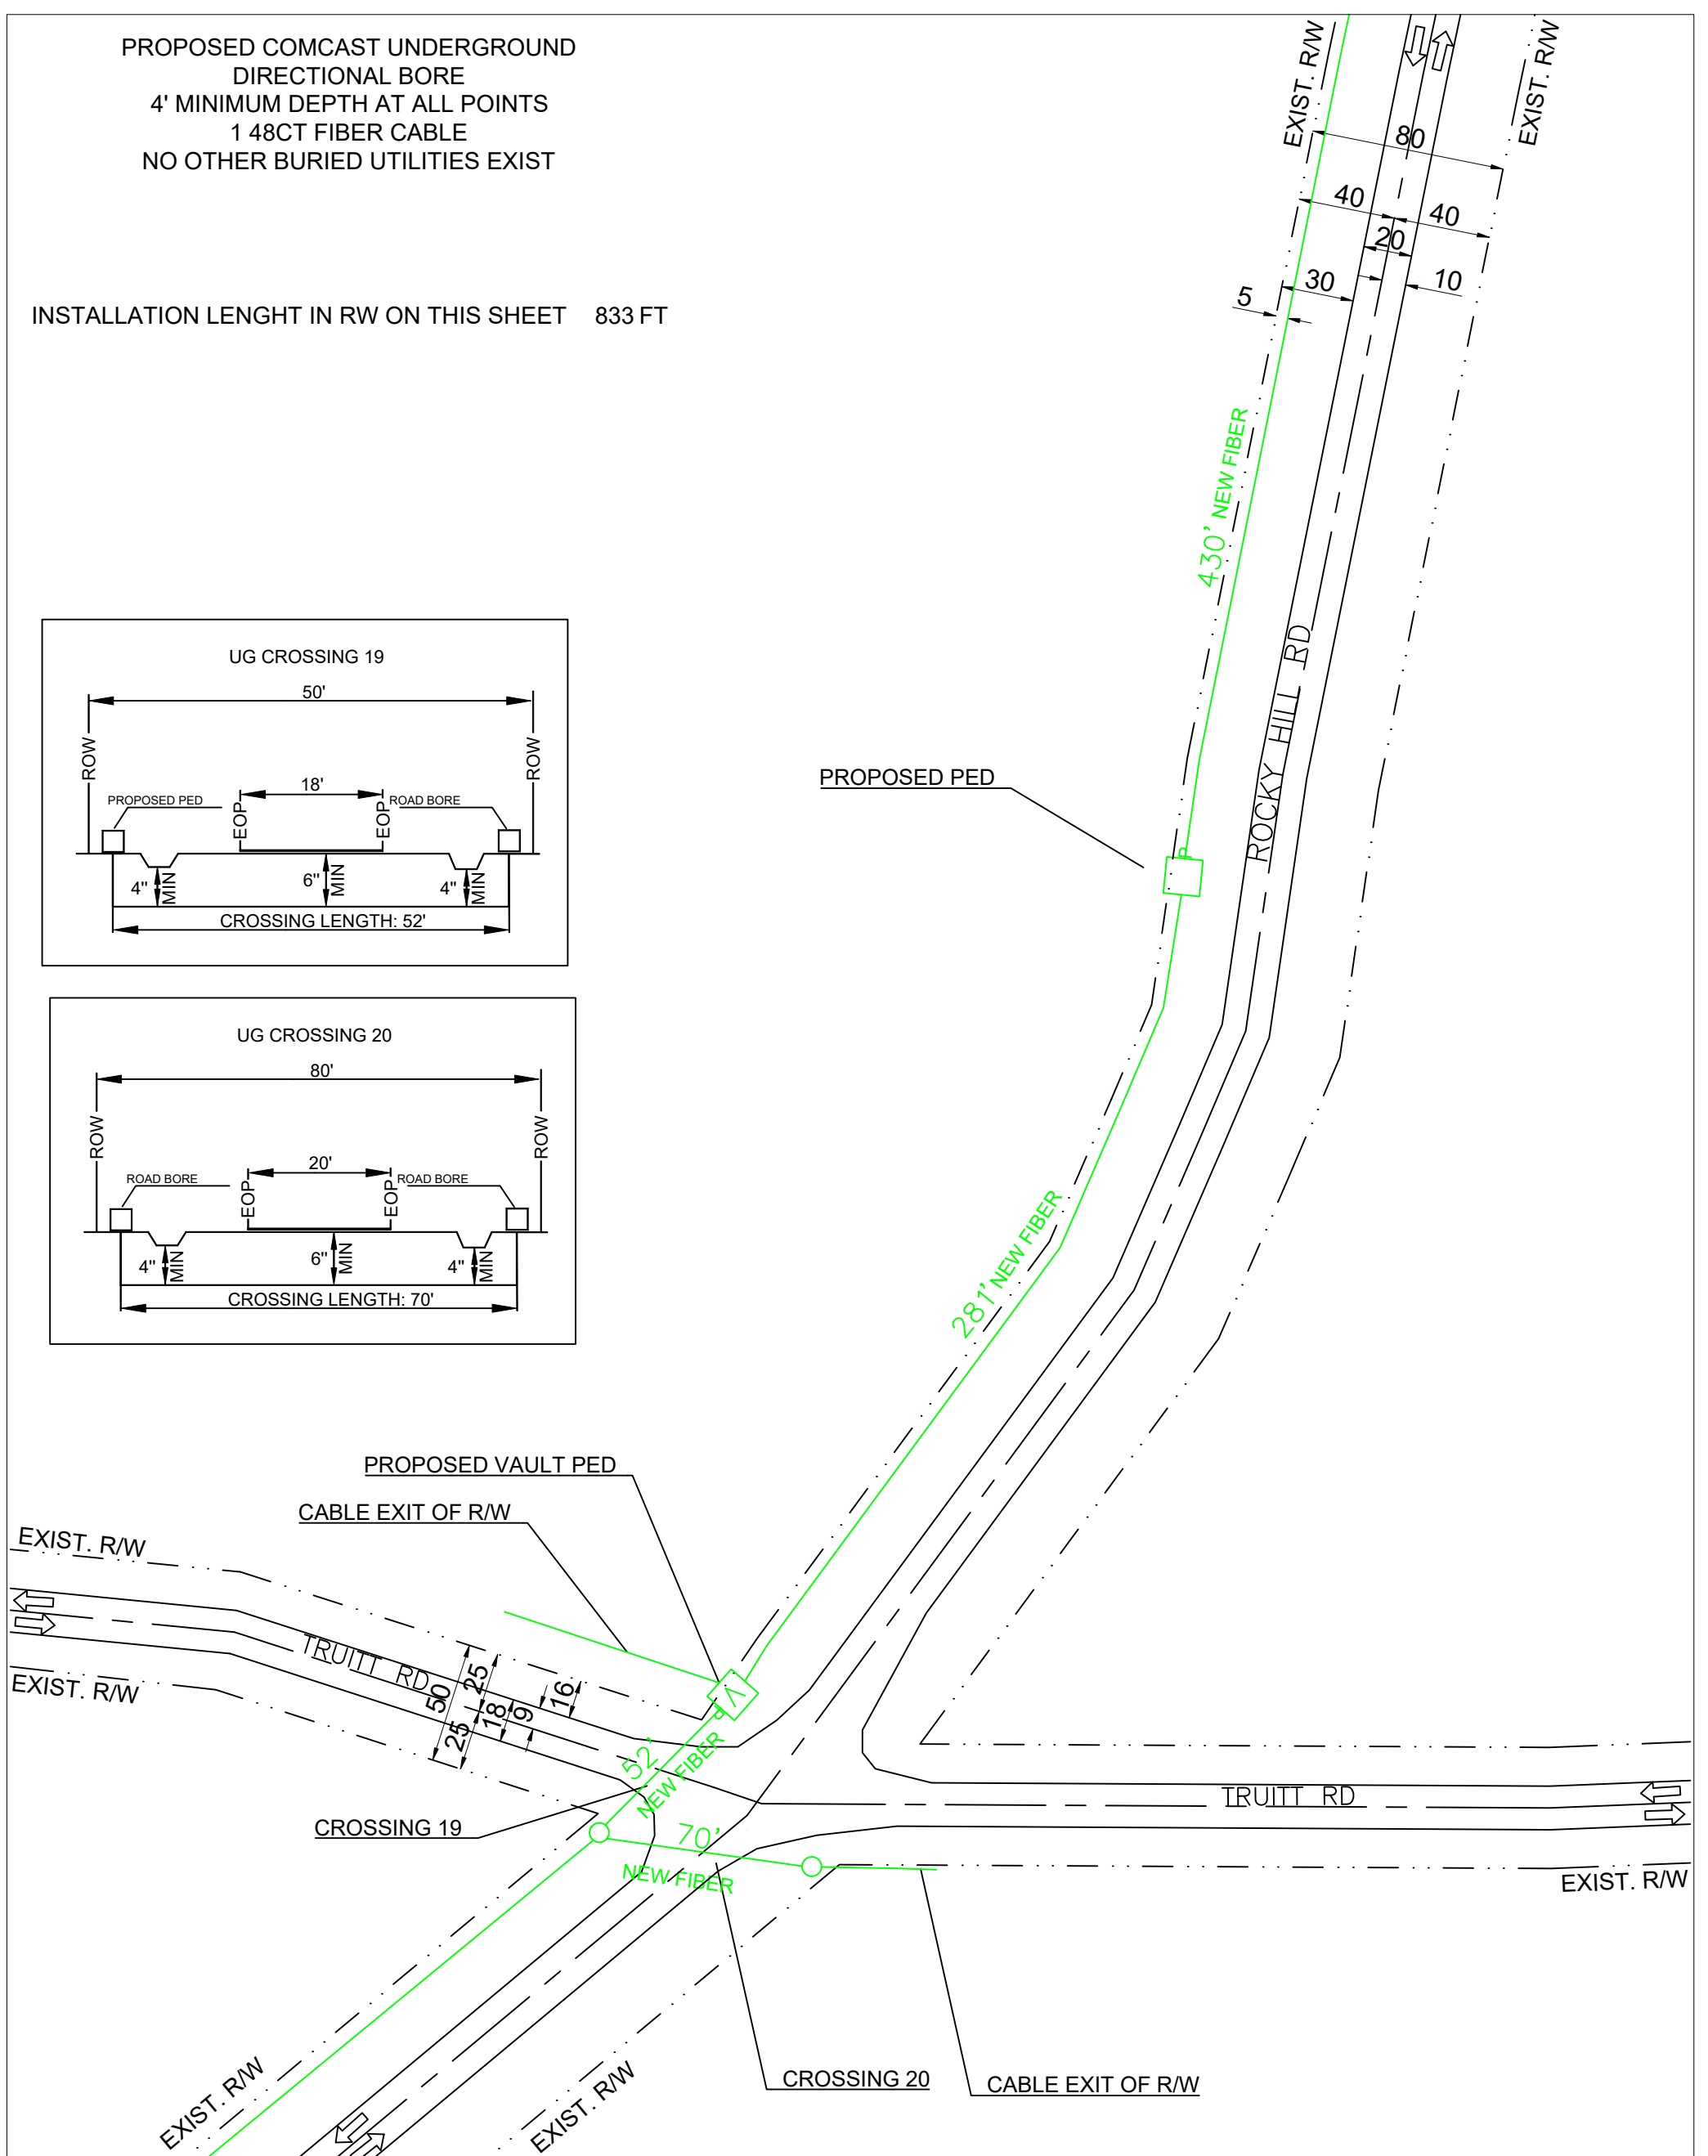 PROPOSED COMCAST UNDERGROUND
DIRECTIONAL BORE
4' MINIMUM DEPTH AT ALL POINTS
1 48CT FIBER CABLE
NO OTHER BURIED UTILITIES EXIST
INSTALLATION LENGHT IN RW ON THIS SHEET 833 FT
EXIST. R/W
EXIST. R/W
80
40
40
20
30
10
5
430' NEW FIBER
ROCKY HILL RD
UG CROSSING 19
50'
ROW
ROW
18'
PROPOSED PED
EOP
EOP
ROAD BORE
4" MIN
6" MIN
4" MIN
CROSSING LENGTH: 52'
PROPOSED PED
P
UG CROSSING 20
80'
ROW
ROW
20'
ROAD BORE
EOP
EOP
ROAD BORE
4" MIN
6" MIN
4" MIN
CROSSING LENGTH: 70'
281' NEW FIBER
PROPOSED VAULT PED
CABLE EXIT OF R/W
EXIST. R/W
TRUITT RD
EXIST. R/W
50
25
25
18
9
16
V
P
52'
NEW FIBER
CROSSING 19
70'
NEW FIBER
TRUITT RD
EXIST. R/W
CROSSING 20
CABLE EXIT OF R/W
EXIST. R/W
EXIST. R/W